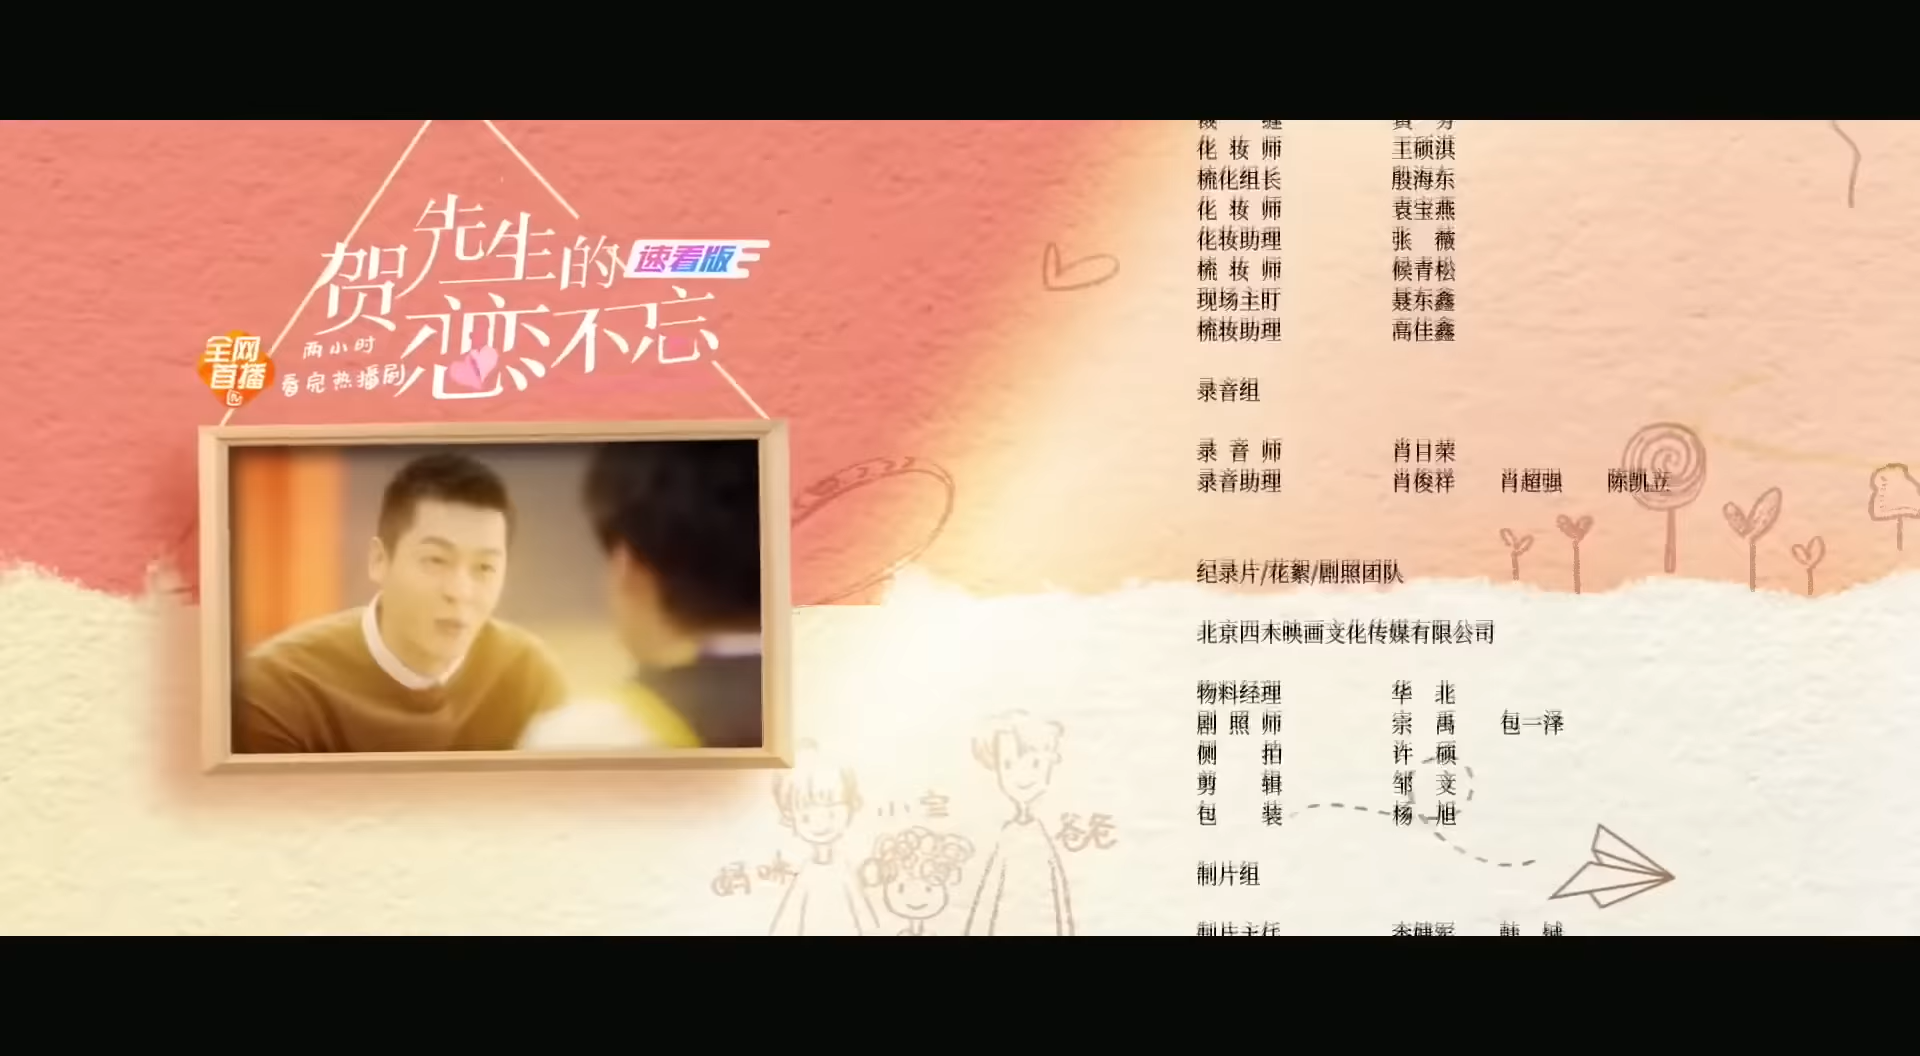 贺先生的
恋不忘
速看版
全网
首播
两小时
看完热播剧
妈咪
小宝
爸爸
化 妆 师 王硕淇
梳化组长 殷海东
化 妆 师 袁宝燕
化妆助理 张 薇
梳 妆 师 候青松
现场主盯 聂东鑫
梳妆助理 高佳鑫
录音组
录 音 师 肖日荣
录音助理 肖俊祥 肖超强 陈凯立
纪录片/花絮/剧照团队
北京四木映画文化传媒有限公司
物料经理 华 北
剧 照 师 宗 禹 包一泽
侧 拍 许 硕
剪 辑 邹 文
包 装 杨 旭
制片组
制片主任